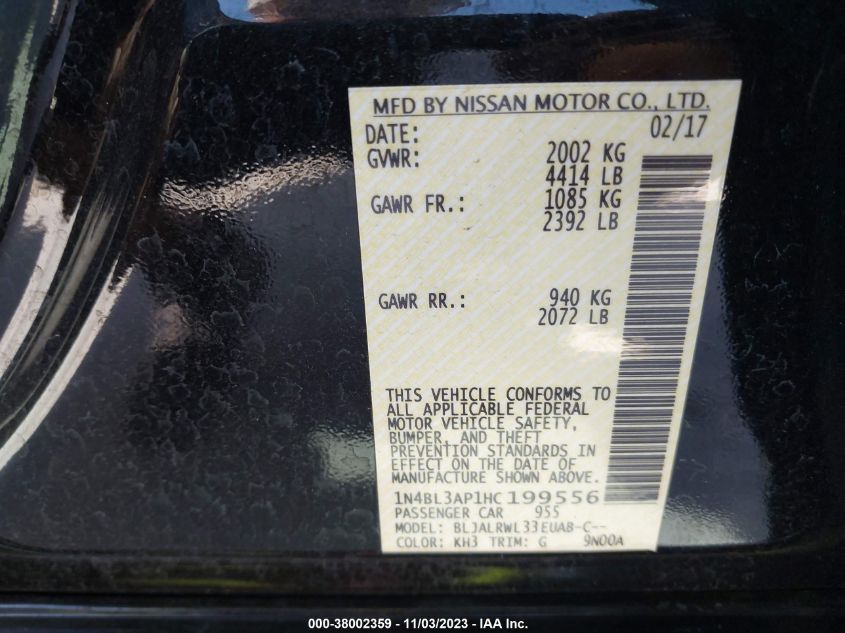 MFD BY NISSAN MOTOR CO., LTD.
DATE: 02/17
GVWR: 2002 KG
4414 LB
GAWR FR.: 1085 KG
2392 LB
GAWR RR.: 940 KG
2072 LB
THIS VEHICLE CONFORMS TO
ALL APPLICABLE FEDERAL
MOTOR VEHICLE SAFETY,
BUMPER, AND THEFT
PREVENTION STANDARDS IN
EFFECT ON THE DATE OF
MANUFACTURE SHOWN ABOVE.
1N4BL3AP1HC199556
PASSENGER CAR 955
MODEL: BLJALRWL33EUAB-C--
COLOR: KH3 TRIM: G 9N00A
000-38002359 - 11/03/2023 - IAA Inc.